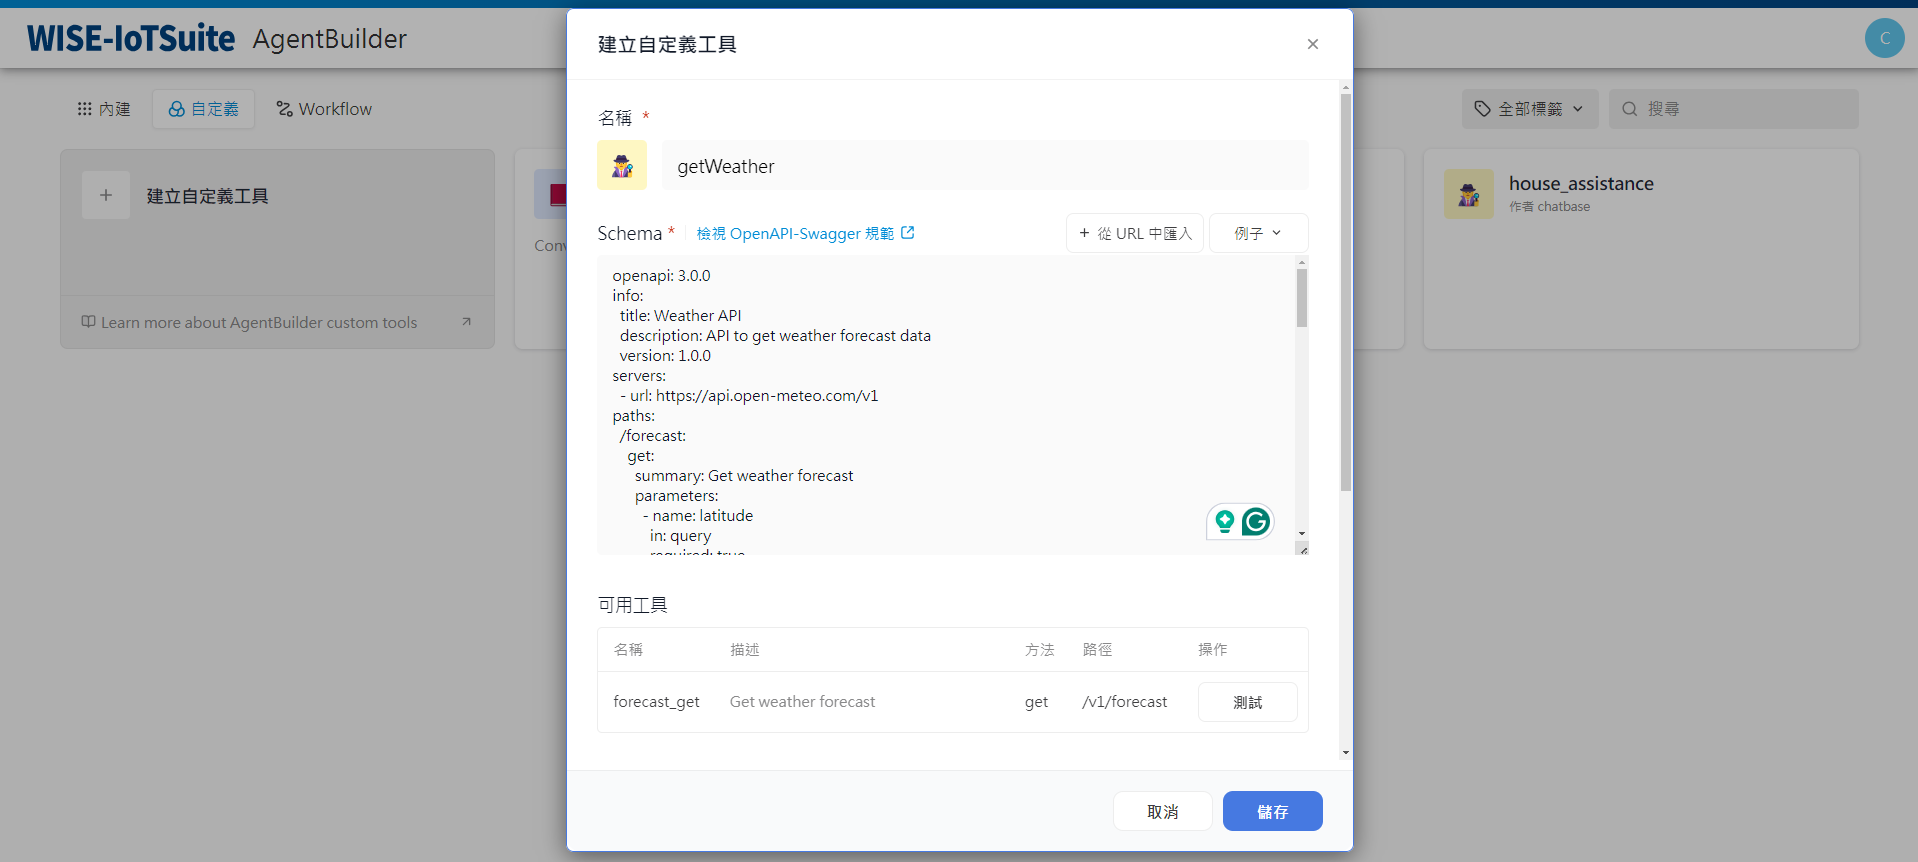 WISE-IoTSuite AgentBuilder
C
內建
自定義
Workflow
全部標籤
搜尋
建立自定義工具
Learn more about AgentBuilder custom tools
house_assistance
作者 chatbase
建立自定義工具
名稱 *
getWeather
Schema *
檢視 OpenAPI-Swagger 規範
+ 從 URL 中匯入
例子
openapi: 3.0.0
info:
title: Weather API
description: API to get weather forecast data
version: 1.0.0
servers:
- url: https://api.open-meteo.com/v1
paths:
/forecast:
get:
summary: Get weather forecast
parameters:
- name: latitude
in: query
required: true
可用工具
名稱 描述 方法 路徑 操作
forecast_get Get weather forecast get /v1/forecast 測試
取消
儲存